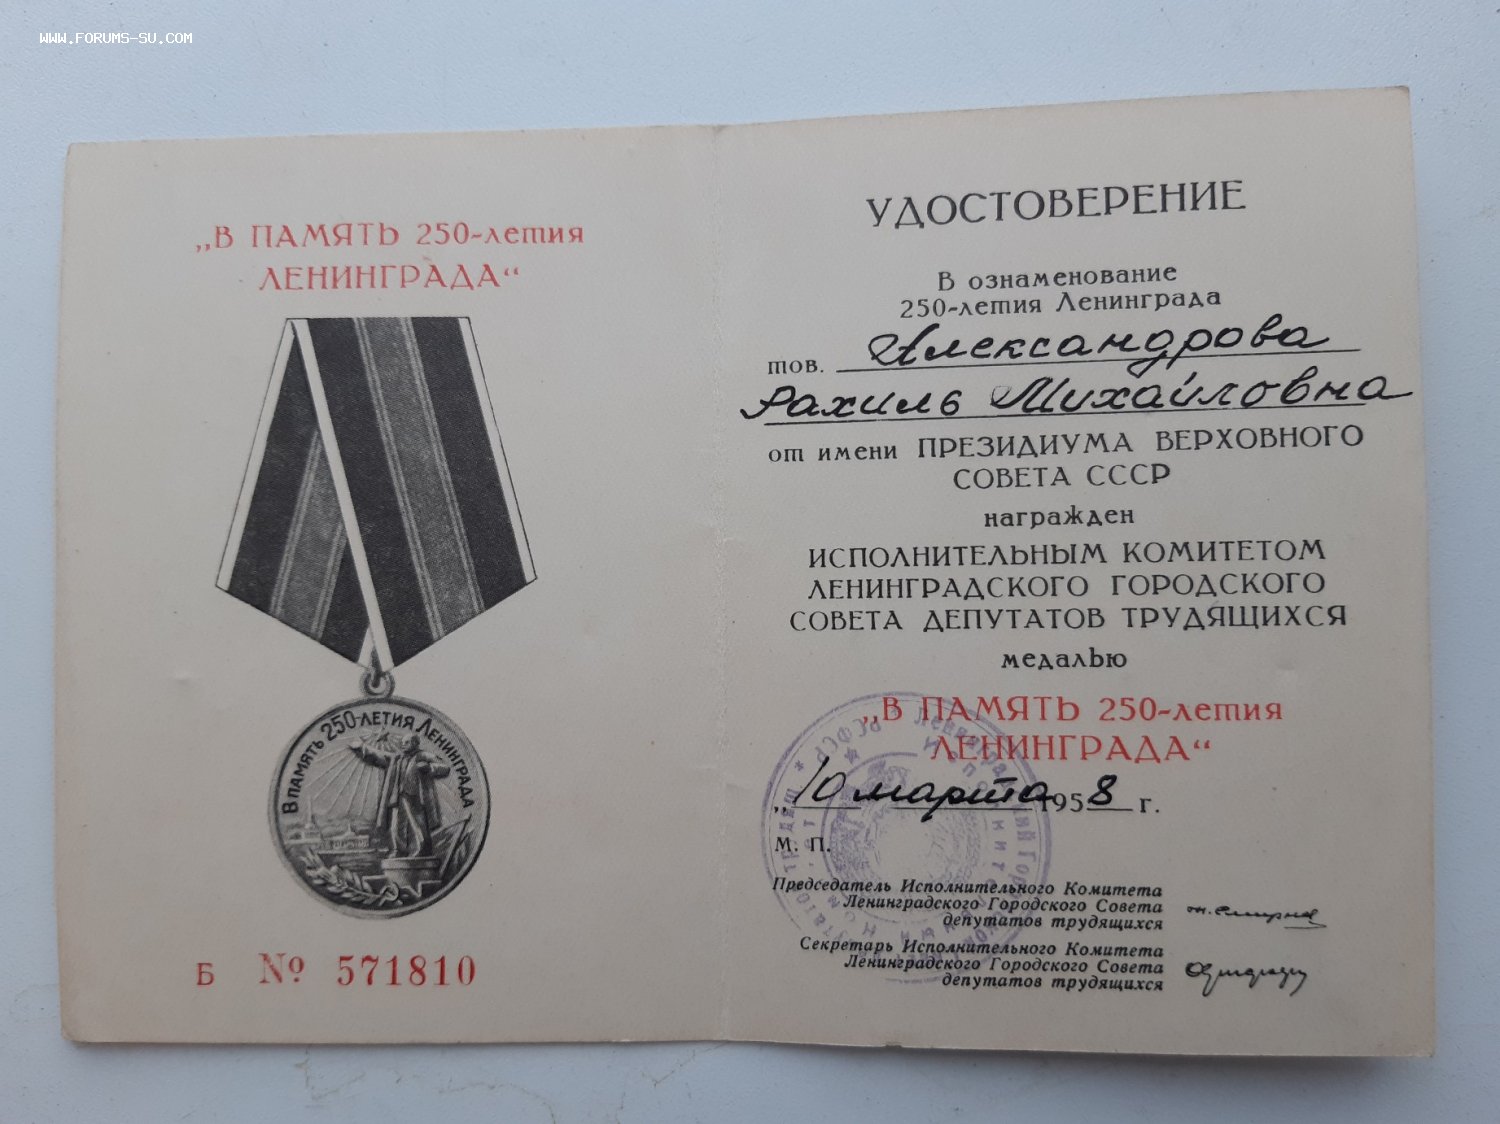 WWW.FORUMS-SU.COM
„В ПАМЯТЬ 250-летия
ЛЕНИНГРАДА“
В ПАМЯТЬ 250-ЛЕТИЯ ЛЕНИНГРАДА
Б № 571810
УДОСТОВЕРЕНИЕ
В ознаменование
250-летия Ленинграда
тов. Александрова
Рахиль Михайловна
от имени ПРЕЗИДИУМА ВЕРХОВНОГО
СОВЕТА СССР
награжден
ИСПОЛНИТЕЛЬНЫМ КОМИТЕТОМ
ЛЕНИНГРАДСКОГО ГОРОДСКОГО
СОВЕТА ДЕПУТАТОВ ТРУДЯЩИХСЯ
медалью
„В ПАМЯТЬ 250-летия
ЛЕНИНГРАДА“
„10 марта 1958 г.
М. П.
Председатель Исполнительного Комитета
Ленинградского Городского Совета
депутатов трудящихся
Секретарь Исполнительного Комитета
Ленинградского Городского Совета
депутатов трудящихся